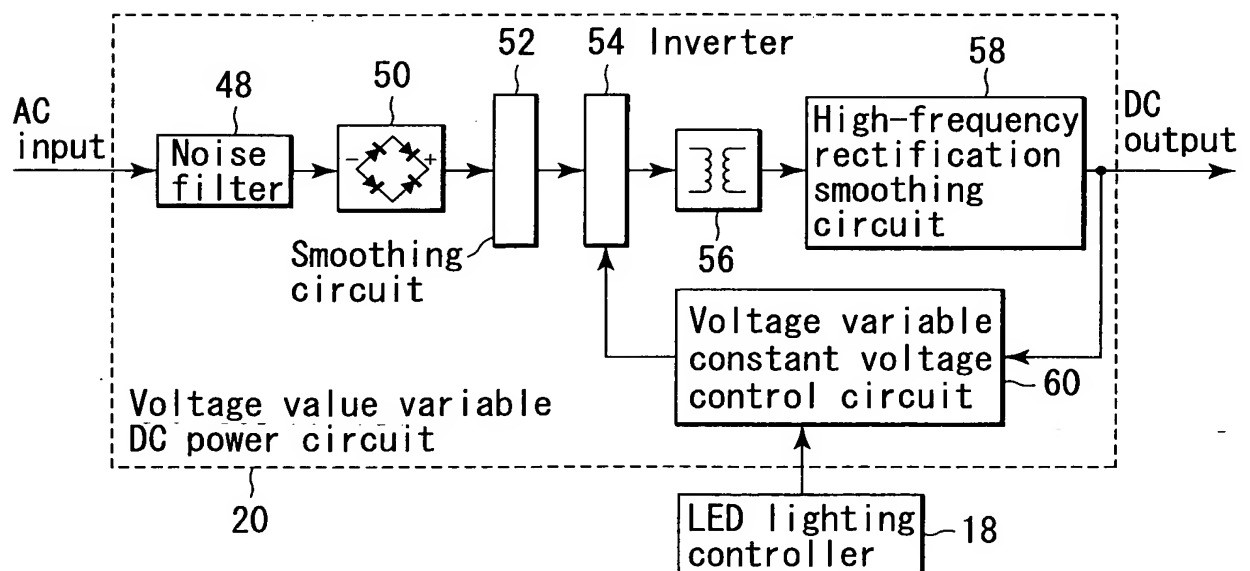 52
54 Inverter
58
50
48
AC
input
DC
output
Noise
filter
- +
High-frequency
rectification
smoothing
circuit
56
Smoothing
circuit
Voltage variable
constant voltage
control circuit
60
Voltage value variable
DC power circuit
20
LED lighting
controller
18